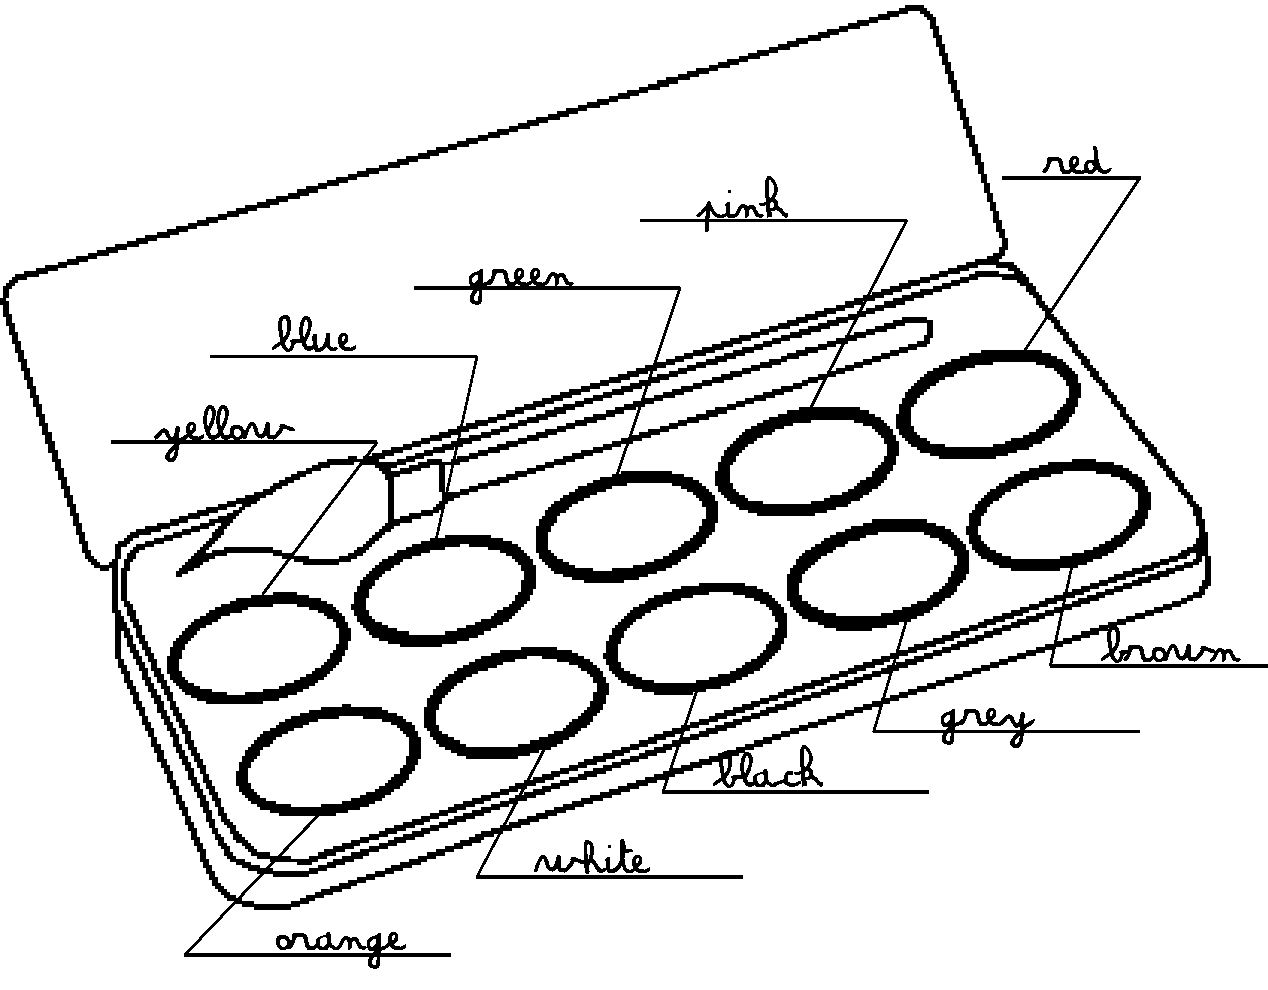 red
pink
green
blue
yellow
brown
grey
black
white
orange